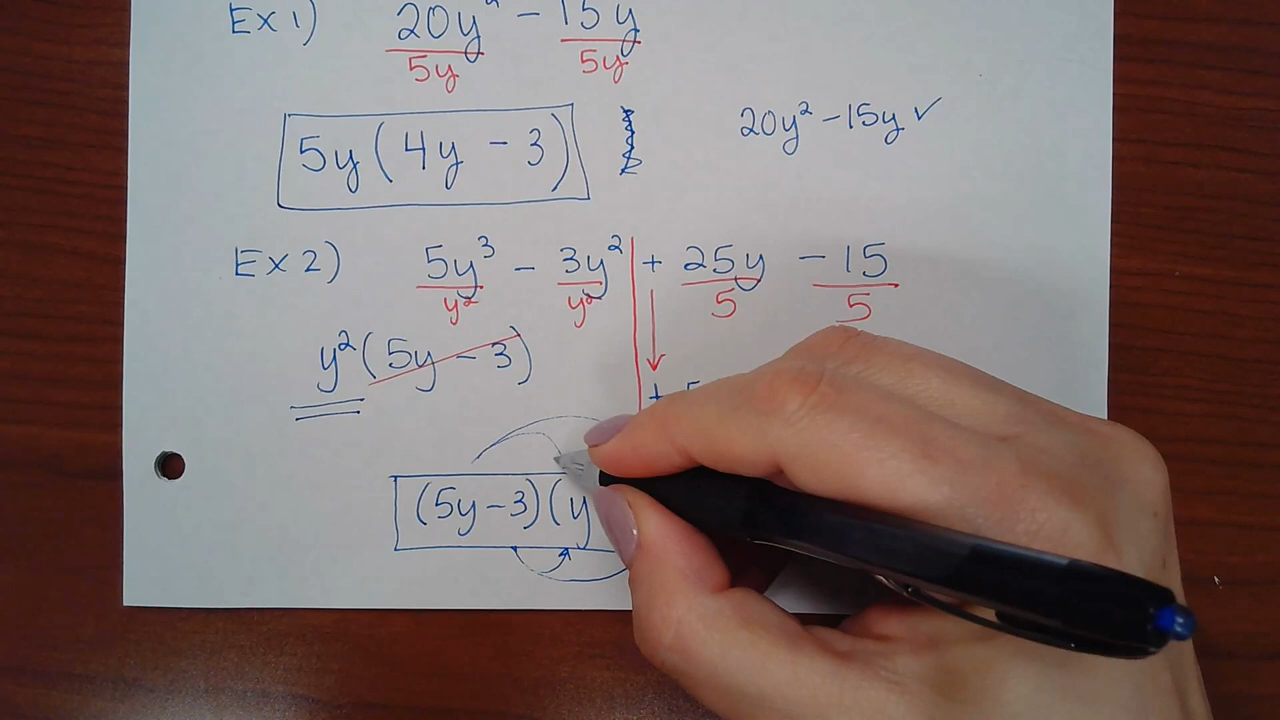 Ex 1) 20y² - 15y
5y 5y
5y(4y - 3)
20y² - 15y ✓
Ex 2) 5y³ - 3y² + 25y - 15
y² y² 5 5
y²(5y - 3)
+
(5y-3)(y